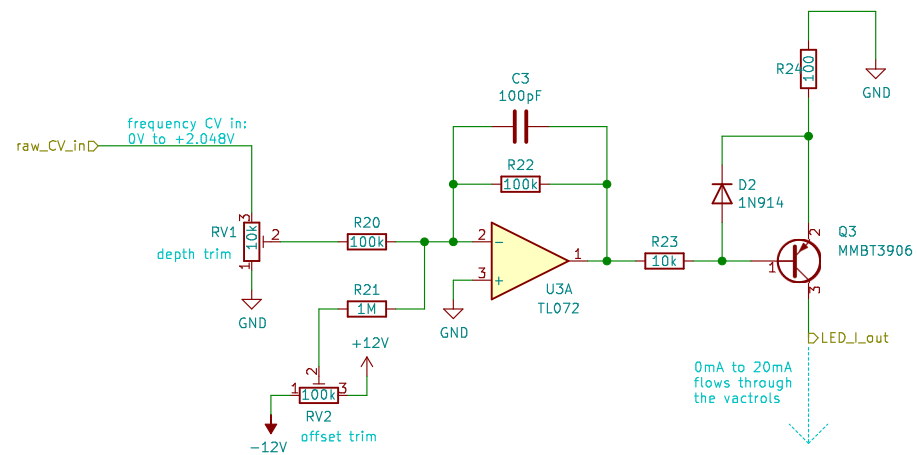 C3
100pF
R24
100
GND
frequency CV in:
0V to +2.048V
raw_CV_in
R22
100k
D2
1N914
3
RV1
10k
2
1
depth trim
R20
100k
2
-
3
+
1
U3A
TL072
R23
10k
Q3
MMBT3906
2
1
3
GND
R21
1M
GND
+12V
LED_I_out
2
1
100k
3
RV2
offset trim
-12V
0mA to 20mA
flows through
the vactrols